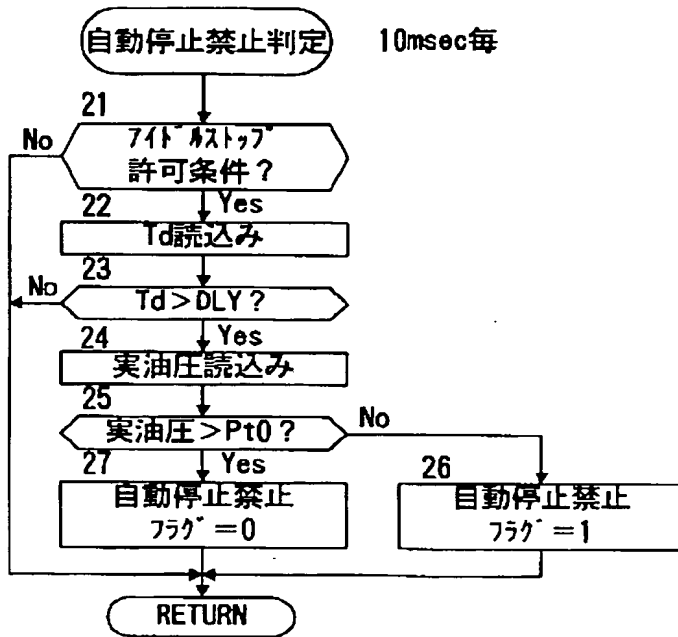 自動停止禁止判定
10msec毎
21
No
ｱｲﾄﾞﾙｽﾄｯﾌﾟ
許可条件？
Yes
22
Td読込み
23
No
Td＞DLY？
Yes
24
実油圧読込み
25
実油圧＞Pt0？
No
Yes
27
自動停止禁止
ﾌﾗｸﾞ＝0
26
自動停止禁止
ﾌﾗｸﾞ＝1
RETURN